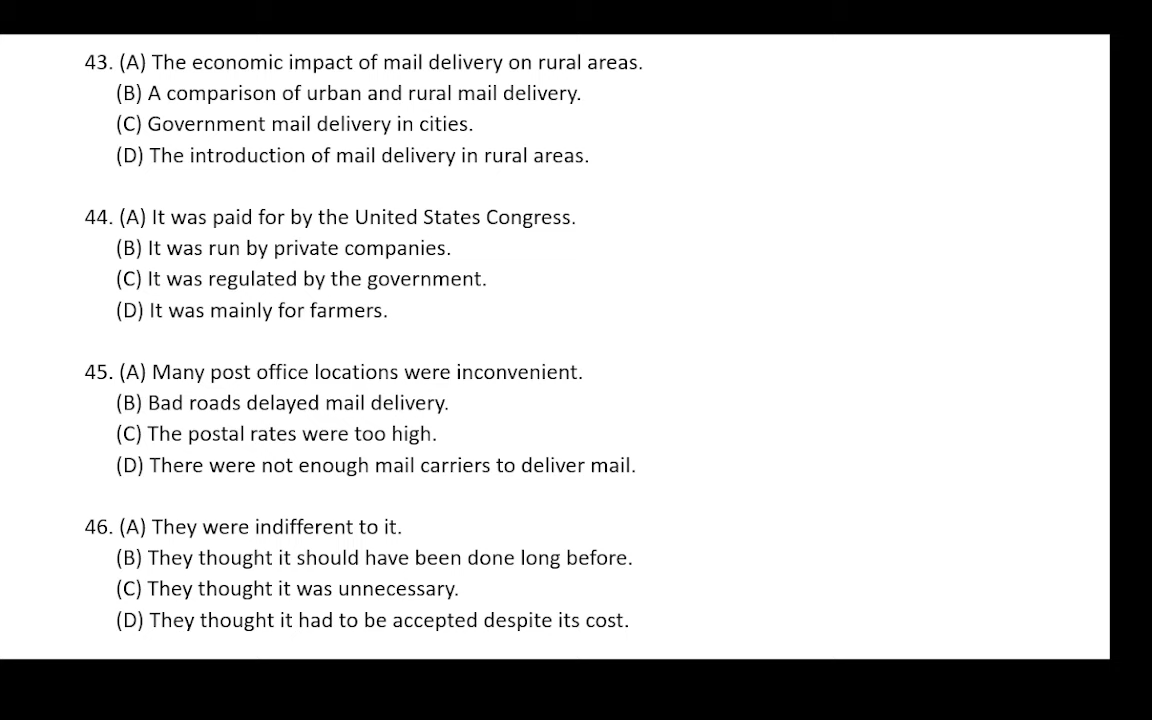 43. (A) The economic impact of mail delivery on rural areas.
(B) A comparison of urban and rural mail delivery.
(C) Government mail delivery in cities.
(D) The introduction of mail delivery in rural areas.
44. (A) It was paid for by the United States Congress.
(B) It was run by private companies.
(C) It was regulated by the government.
(D) It was mainly for farmers.
45. (A) Many post office locations were inconvenient.
(B) Bad roads delayed mail delivery.
(C) The postal rates were too high.
(D) There were not enough mail carriers to deliver mail.
46. (A) They were indifferent to it.
(B) They thought it should have been done long before.
(C) They thought it was unnecessary.
(D) They thought it had to be accepted despite its cost.